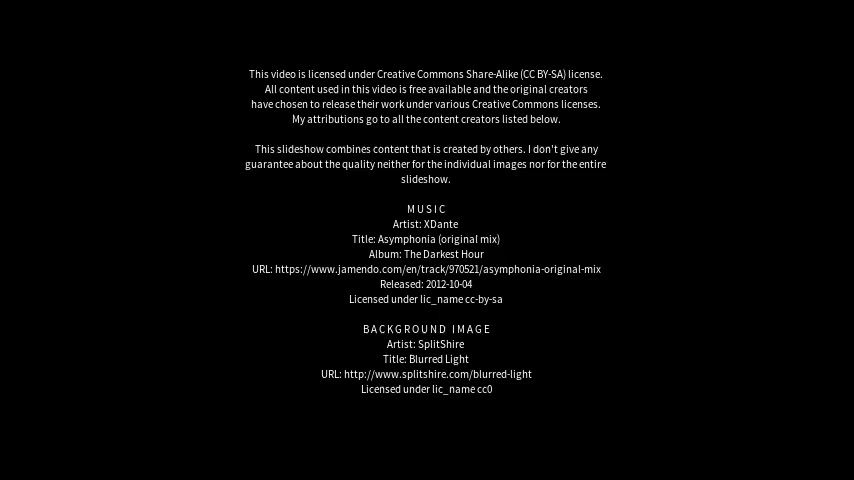 This video is licensed under Creative Commons Share-Alike (CC BY-SA) license.
All content used in this video is free available and the original creators
have chosen to release their work under various Creative Commons licenses.
My attributions go to all the content creators listed below.
This slideshow combines content that is created by others. I don't give any
guarantee about the quality neither for the individual images nor for the entire
slideshow.
MUSIC
Artist: XDante
Title: Asymphonia (original mix)
Album: The Darkest Hour
URL: https://www.jamendo.com/en/track/970521/asymphonia-original-mix
Released: 2012-10-04
Licensed under lic_name cc-by-sa
BACKGROUND IMAGE
Artist: SplitShire
Title: Blurred Light
URL: http://www.splitshire.com/blurred-light
Licensed under lic_name cc0